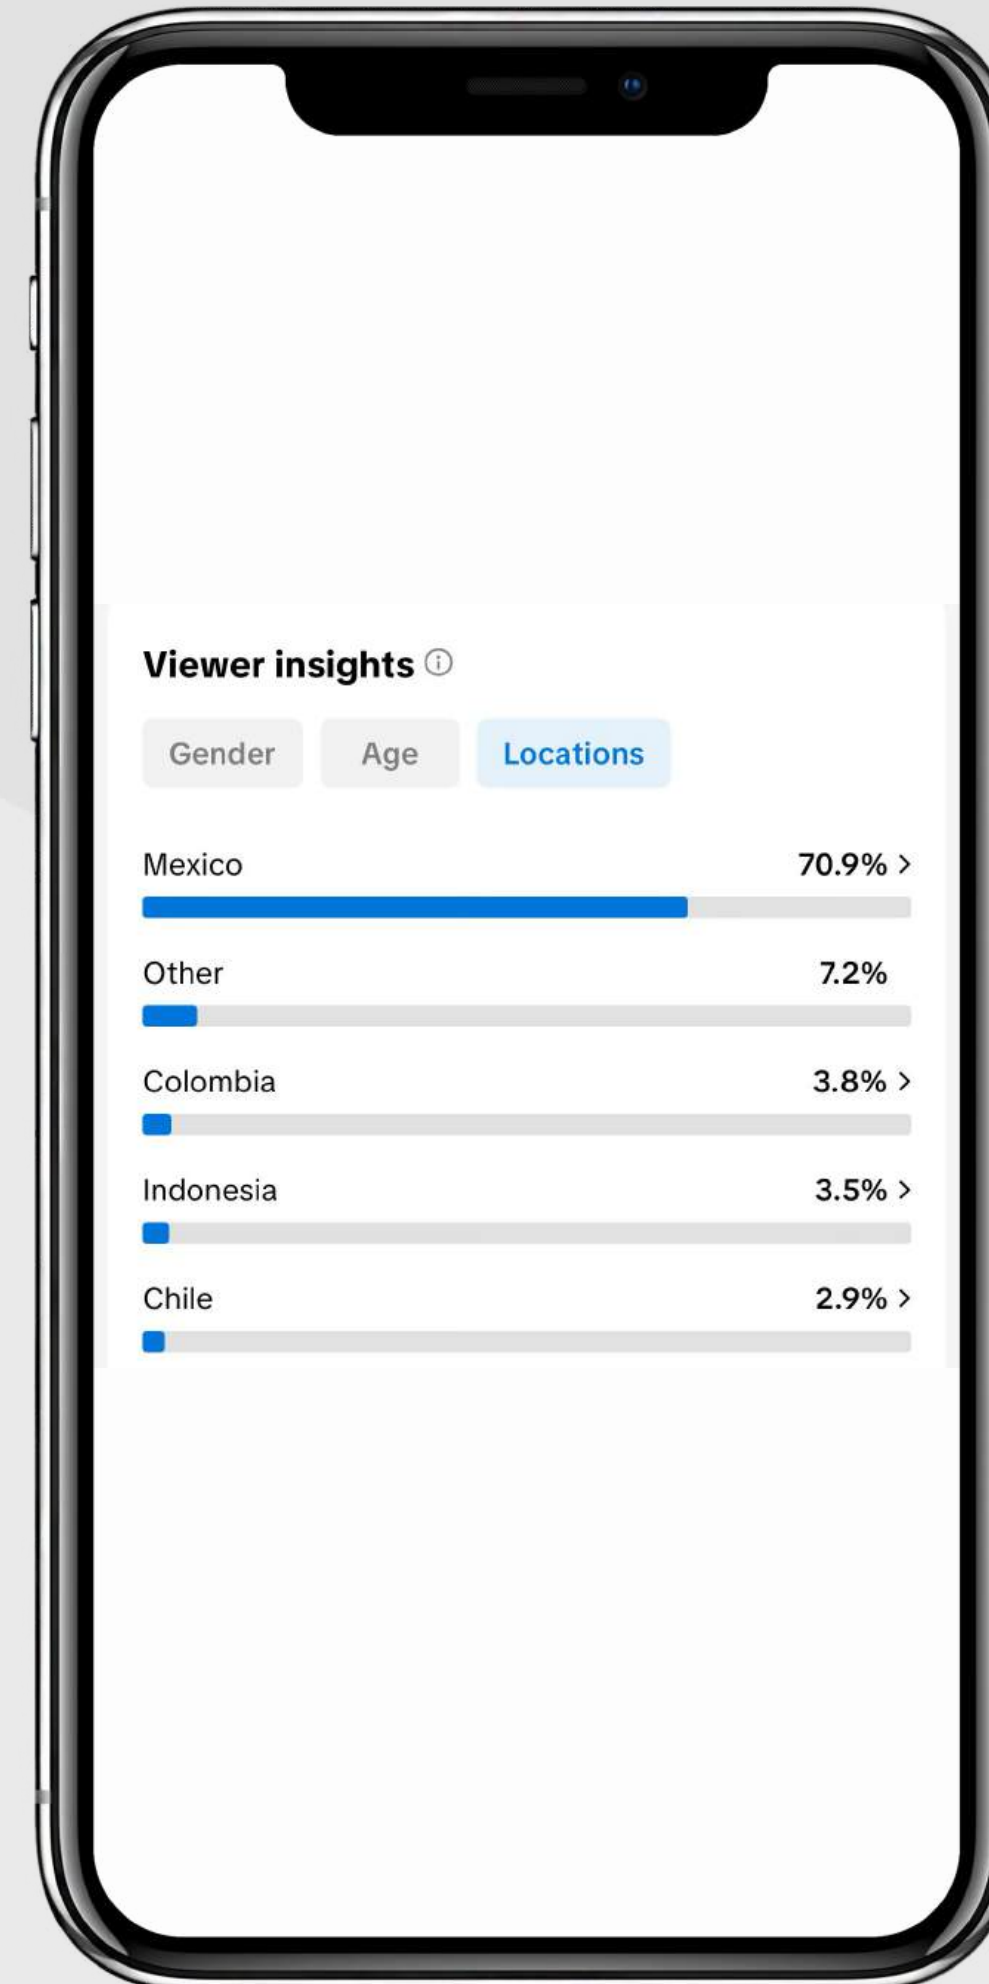 Viewer insights
Gender Age Locations
Mexico 70.9% >
Other 7.2%
Colombia 3.8% >
Indonesia 3.5% >
Chile 2.9% >